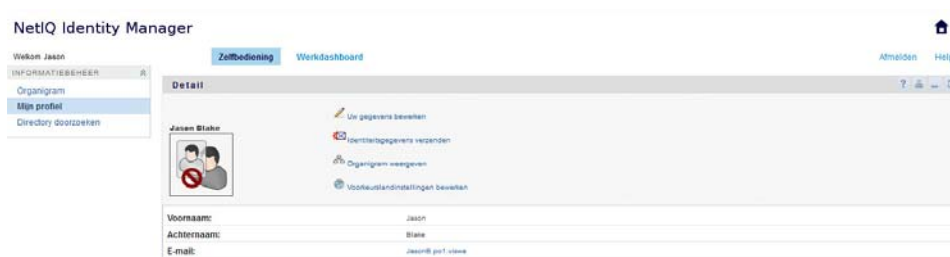 NetIQ Identity Manager
Welkom Jason
Zelfbediening
Werkdashboard
Afmelden
Help
INFORMATIEBEHEER
Organigram
Mijn profiel
Directory doorzoeken
Detail
?
Jason Blake
Uw gegevens bewerken
Identiteitsgegevens verzenden
Organigram weergeven
Voorkeurslandinstellingen bewerken
Voornaam:
Jason
Achternaam:
Blake
E-mail: